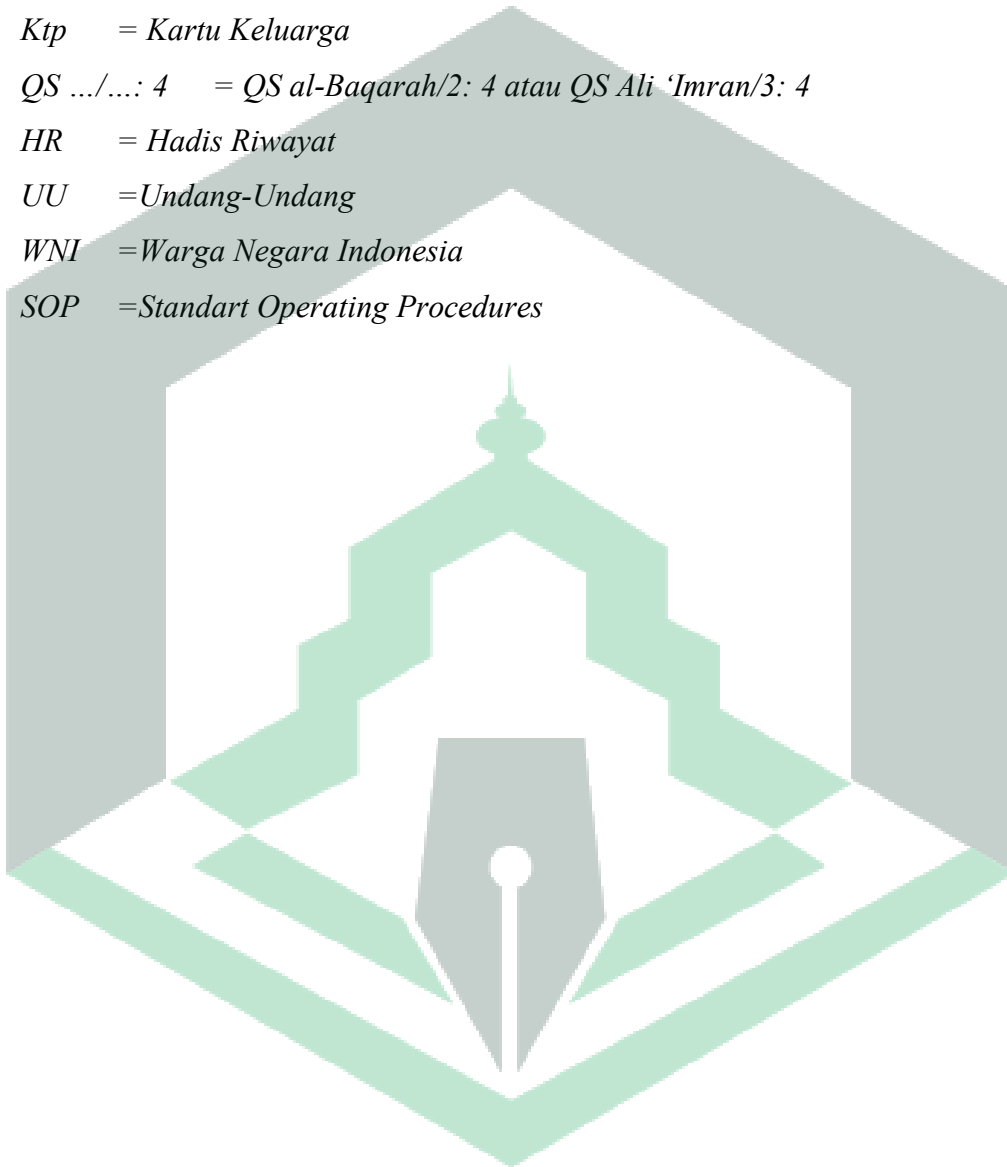 Ktp = Kartu Keluarga
QS .../...: 4 = QS al-Baqarah/2: 4 atau QS Ali ‘Imran/3: 4
HR = Hadis Riwayat
UU =Undang-Undang
WNI =Warga Negara Indonesia
SOP =Standart Operating Procedures